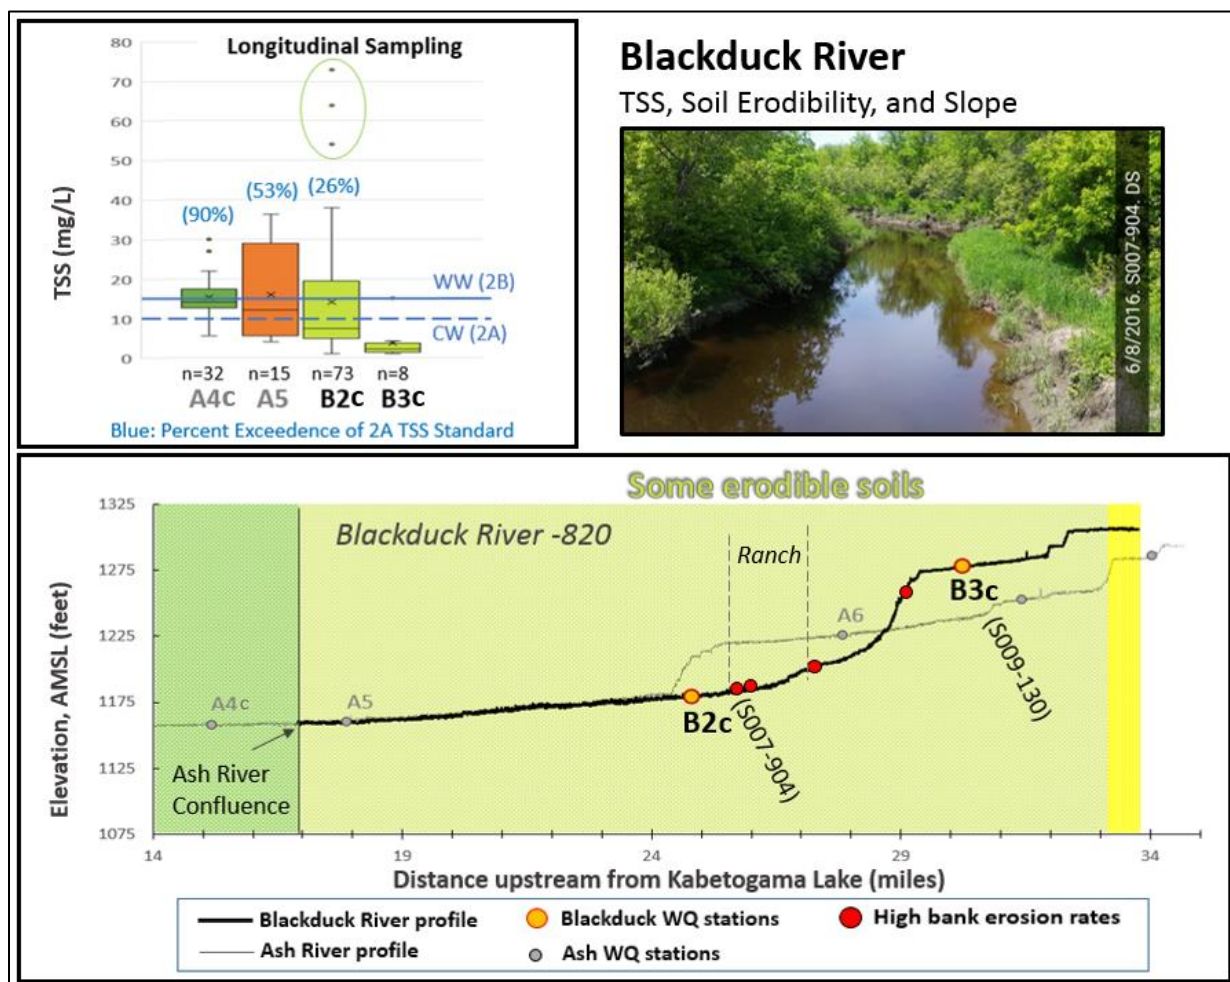 Longitudinal Sampling
80
70
60
50
40
30
20
10
0
TSS (mg/L)
(90%)
(53%)
(26%)
WW (2B)
CW (2A)
n=32
n=15
n=73
n=8
A4c
A5
B2c
B3c
Blue: Percent Exceedence of 2A TSS Standard
Blackduck River
TSS, Soil Erodibility, and Slope
6/8/2016. S007-904. DS
Some erodible soils
Blackduck River -820
Ranch
1325
1275
1225
1175
1125
1075
Elevation, AMSL (feet)
A4c
A5
A6
B2c
(S007-904)
B3c
(S009-130)
Ash River
Confluence
14
19
24
29
34
Distance upstream from Kabetogama Lake (miles)
Blackduck River profile
Blackduck WQ stations
High bank erosion rates
Ash River profile
Ash WQ stations